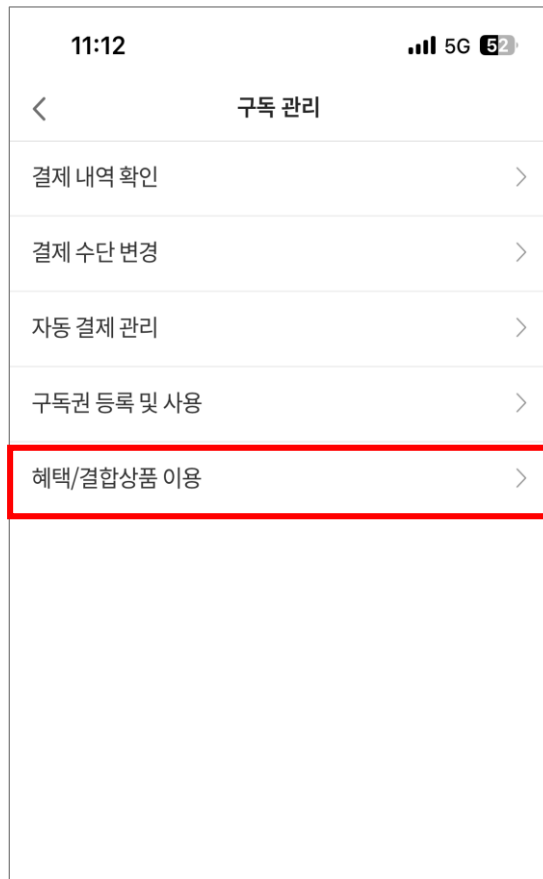 11:12 5G 52
구독 관리
결제 내역 확인
결제 수단 변경
자동 결제 관리
구독권 등록 및 사용
혜택/결합상품 이용